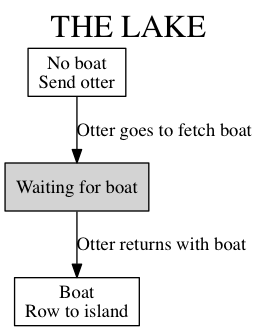 THE LAKE
No boat
Send otter
Otter goes to fetch boat
Waiting for boat
Otter returns with boat
Boat
Row to island